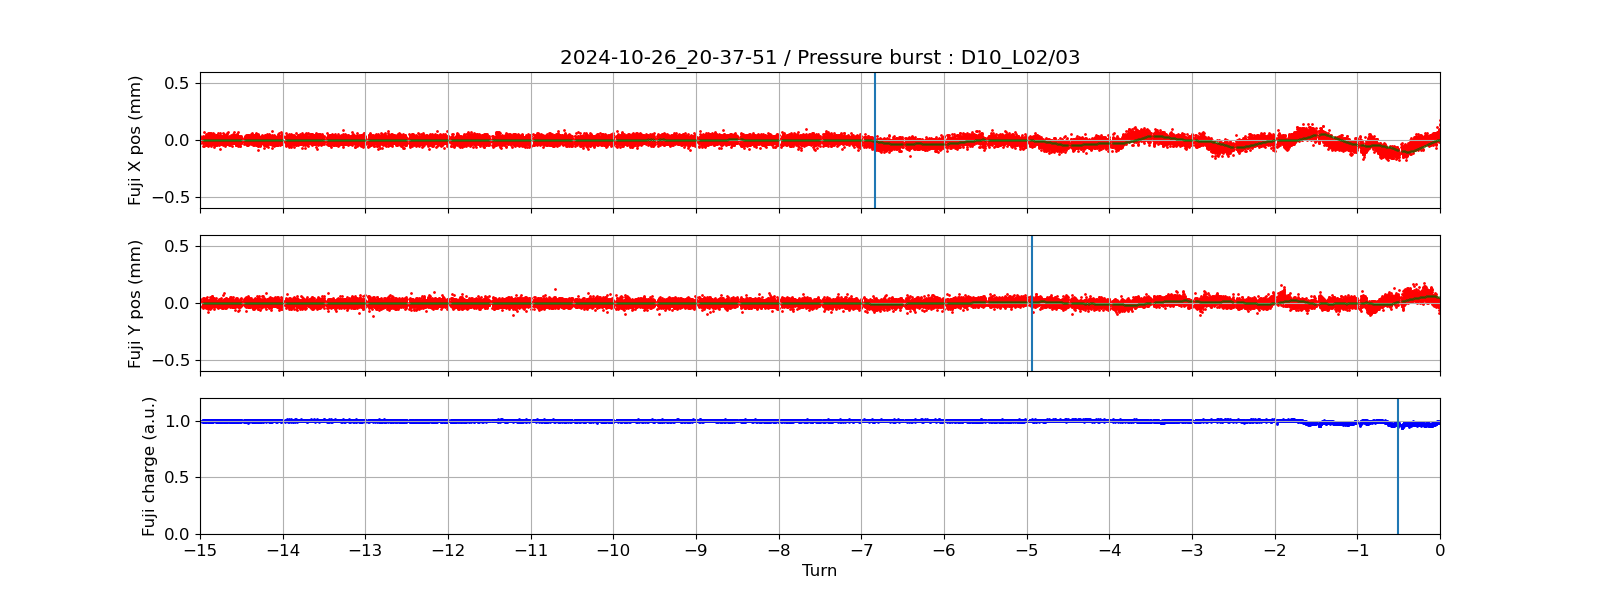 2024-10-26_20-37-51 / Pressure burst : D10_L02/03
Fuji X pos (mm)
0.5
0.0
−0.5
Fuji Y pos (mm)
0.5
0.0
−0.5
Fuji charge (a.u.)
1.0
0.5
0.0
−15 −14 −13 −12 −11 −10 −9 −8 −7 −6 −5 −4 −3 −2 −1 0
Turn